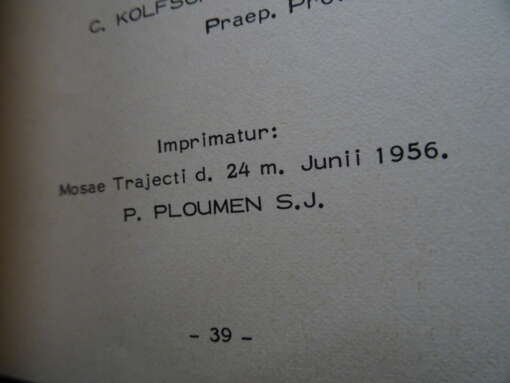 C.
Praep.
Imprimatur:
Mosae Trajecti d. 24 m. Junii 1956.
P. PLOUMEN S.J.
- 39 -